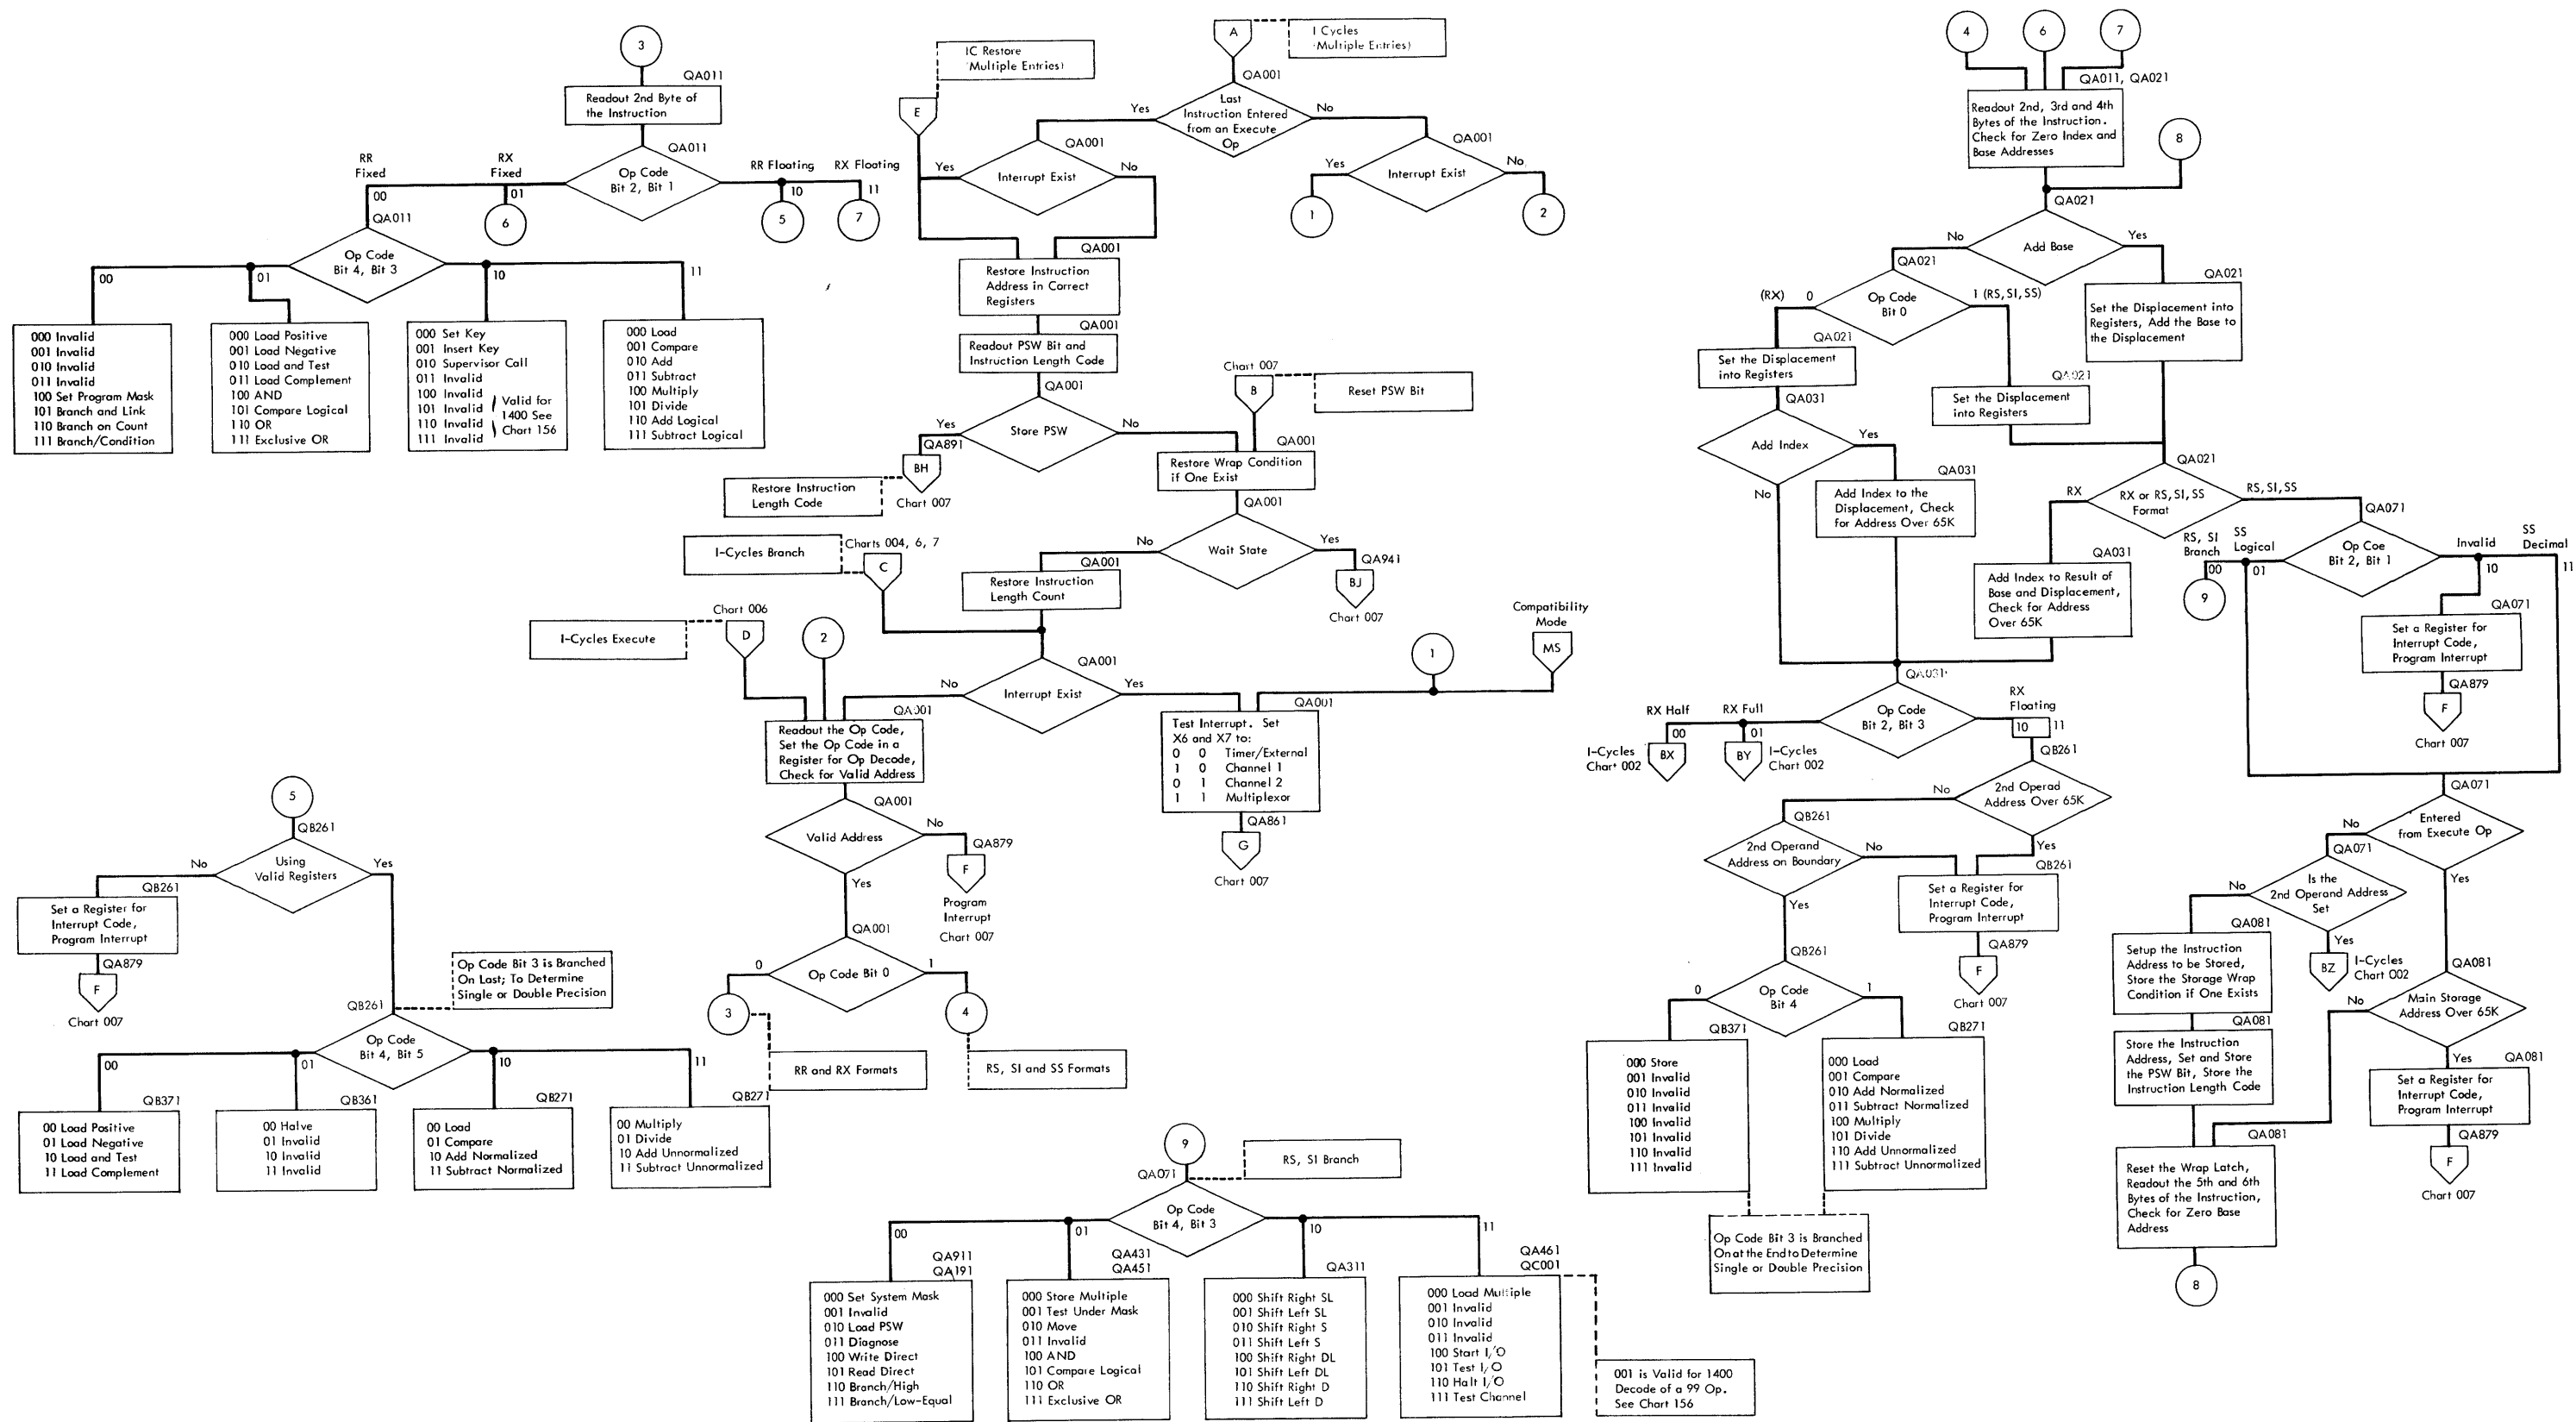 3
QA011
Readout 2nd Byte of
the Instruction
QA011
Op Code
Bit 2, Bit 1
RR
Fixed
00
RX
Fixed
01
6
RR Floating
10
5
RX Floating
11
7
QA011
Op Code
Bit 4, Bit 3
00
01
10
11
000 Invalid
001 Invalid
010 Invalid
011 Invalid
100 Set Program Mask
101 Branch and Link
110 Branch on Count
111 Branch/Condition
000 Load Positive
001 Load Negative
010 Load and Test
011 Load Complement
100 AND
101 Compare Logical
110 OR
111 Exclusive OR
000 Set Key
001 Insert Key
010 Supervisor Call
011 Invalid
100 Invalid
101 Invalid
110 Invalid
111 Invalid
Valid for
1400 See
Chart 156
000 Load
001 Compare
010 Add
011 Subtract
100 Multiply
101 Divide
110 Add Logical
111 Subtract Logical
IC Restore
Multiple Entries)
E
A
I Cycles
Multiple Entries)
QA001
Last
Instruction Entered
from an Execute
Op
Yes
No
QA001
Interrupt Exist
Yes
No
QA001
Interrupt Exist
Yes
No
1
2
QA001
Restore Instruction
Address in Correct
Registers
QA001
Readout PSW Bit and
Instruction Length Code
QA001
Store PSW
Yes
No
QA891
BH
Chart 007
Restore Instruction
Length Code
Chart 007
B
Reset PSW Bit
QA001
Restore Wrap Condition
if One Exist
QA001
Wait State
No
Yes
QA941
BJ
Chart 007
I-Cycles Branch
Charts 004, 6, 7
C
QA001
Restore Instruction
Length Count
Chart 006
I-Cycles Execute
D
2
QA001
Interrupt Exist
No
Yes
1
Compatibility
Mode
MS
QA001
Readout the Op Code,
Set the Op Code in a
Register for Op Decode,
Check for Valid Address
QA001
Test Interrupt. Set
X6 and X7 to:
0 0 Timer/External
1 0 Channel 1
0 1 Channel 2
1 1 Multiplexor
QA861
G
Chart 007
QA001
Valid Address
No
QA879
F
Program
Interrupt
Chart 007
Yes
QA001
Op Code Bit 0
0
1
3
4
RR and RX Formats
RS, SI and SS Formats
5
QB261
Using
Valid Registers
No
Yes
QB261
Set a Register for
Interrupt Code,
Program Interrupt
QA879
F
Chart 007
Op Code Bit 3 is Branched
On Last; To Determine
Single or Double Precision
QB261
Op Code
Bit 4, Bit 5
00
01
10
11
QB371
00 Load Positive
01 Load Negative
10 Load and Test
11 Load Complement
QB361
00 Halve
01 Invalid
10 Invalid
11 Invalid
QB271
00 Load
01 Compare
10 Add Normalized
11 Subtract Normalized
QB271
00 Multiply
01 Divide
10 Add Unnormalized
11 Subtract Unnormalized
9
RS, SI Branch
QA071
Op Code
Bit 4, Bit 3
00
01
10
11
QA911
QA191
000 Set System Mask
001 Invalid
010 Load PSW
011 Diagnose
100 Write Direct
101 Read Direct
110 Branch/High
111 Branch/Low-Equal
QA431
QA451
000 Store Multiple
001 Test Under Mask
010 Move
011 Invalid
100 AND
101 Compare Logical
110 OR
111 Exclusive OR
QA311
000 Shift Right SL
001 Shift Left SL
010 Shift Right S
011 Shift Left S
100 Shift Right DL
101 Shift Left DL
110 Shift Right D
111 Shift Left D
QA461
QC001
000 Load Multiple
001 Invalid
010 Invalid
011 Invalid
100 Start I/O
101 Test I/O
110 Halt I/O
111 Test Channel
001 is Valid for 1400
Decode of a 99 Op.
See Chart 156
4
6
7
QA011, QA021
Readout 2nd, 3rd and 4th
Bytes of the Instruction.
Check for Zero Index and
Base Addresses
8
QA021
Add Base
No
Yes
QA021
Op Code
Bit 0
(RX) 0
1 (RS, SI, SS)
QA021
Set the Displacement into
Registers, Add the Base to
the Displacement
QA021
Set the Displacement
into Registers
QA021
Set the Displacement
into Registers
QA031
Add Index
Yes
No
QA031
Add Index to the
Displacement, Check
for Address Over 65K
QA021
RX or RS, SI, SS
Format
RX
RS, SI, SS
QA031
Add Index to Result of
Base and Displacement,
Check for Address
Over 65K
QA071
Op Coe
Bit 2, Bit 1
RS, SI
Branch
00
9
SS
Logical
01
Invalid
10
SS
Decimal
11
QA071
Set a Register for
Interrupt Code,
Program Interrupt
QA879
F
Chart 007
QA031
Op Code
Bit 2, Bit 3
RX Half
00
RX Full
01
RX
Floating
10
11
I-Cycles
Chart 002
BX
BY
I-Cycles
Chart 002
QB261
2nd Operad
Address Over 65K
No
Yes
QB261
2nd Operand
Address on Boundary
No
Yes
QB261
Set a Register for
Interrupt Code,
Program Interrupt
QA879
F
Chart 007
QB261
Op Code
Bit 4
0
1
QB371
000 Store
001 Invalid
010 Invalid
011 Invalid
100 Invalid
101 Invalid
110 Invalid
111 Invalid
QB271
000 Load
001 Compare
010 Add Normalized
011 Subtract Normalized
100 Multiply
101 Divide
110 Add Unnormalized
111 Subtract Unnormalized
Op Code Bit 3 is Branched
On at the End to Determine
Single or Double Precision
QA071
Entered
from Execute Op
No
Yes
QA071
Is the
2nd Operand Address
Set
No
Yes
BZ
I-Cycles
Chart 002
QA081
Setup the Instruction
Address to be Stored,
Store the Storage Wrap
Condition if One Exists
QA081
Store the Instruction
Address, Set and Store
the PSW Bit, Store the
Instruction Length Code
QA081
Main Storage
Address Over 65K
No
Yes
QA081
Set a Register for
Interrupt Code,
Program Interrupt
QA879
F
Chart 007
QA081
Reset the Wrap Latch,
Readout the 5th and 6th
Bytes of the Instruction,
Check for Zero Base
Address
8